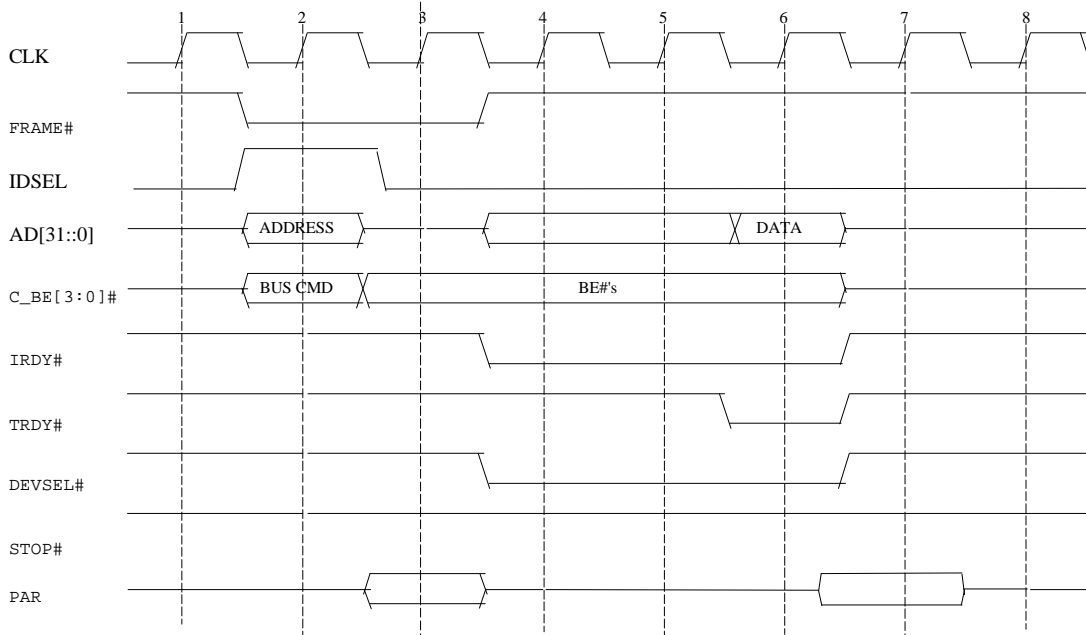 1 2 3 4 5 6 7 8
CLK
FRAME#
IDSEL
AD[31::0] ADDRESS DATA
C_BE[3:0]# BUS CMD BE#'s
IRDY#
TRDY#
DEVSEL#
STOP#
PAR